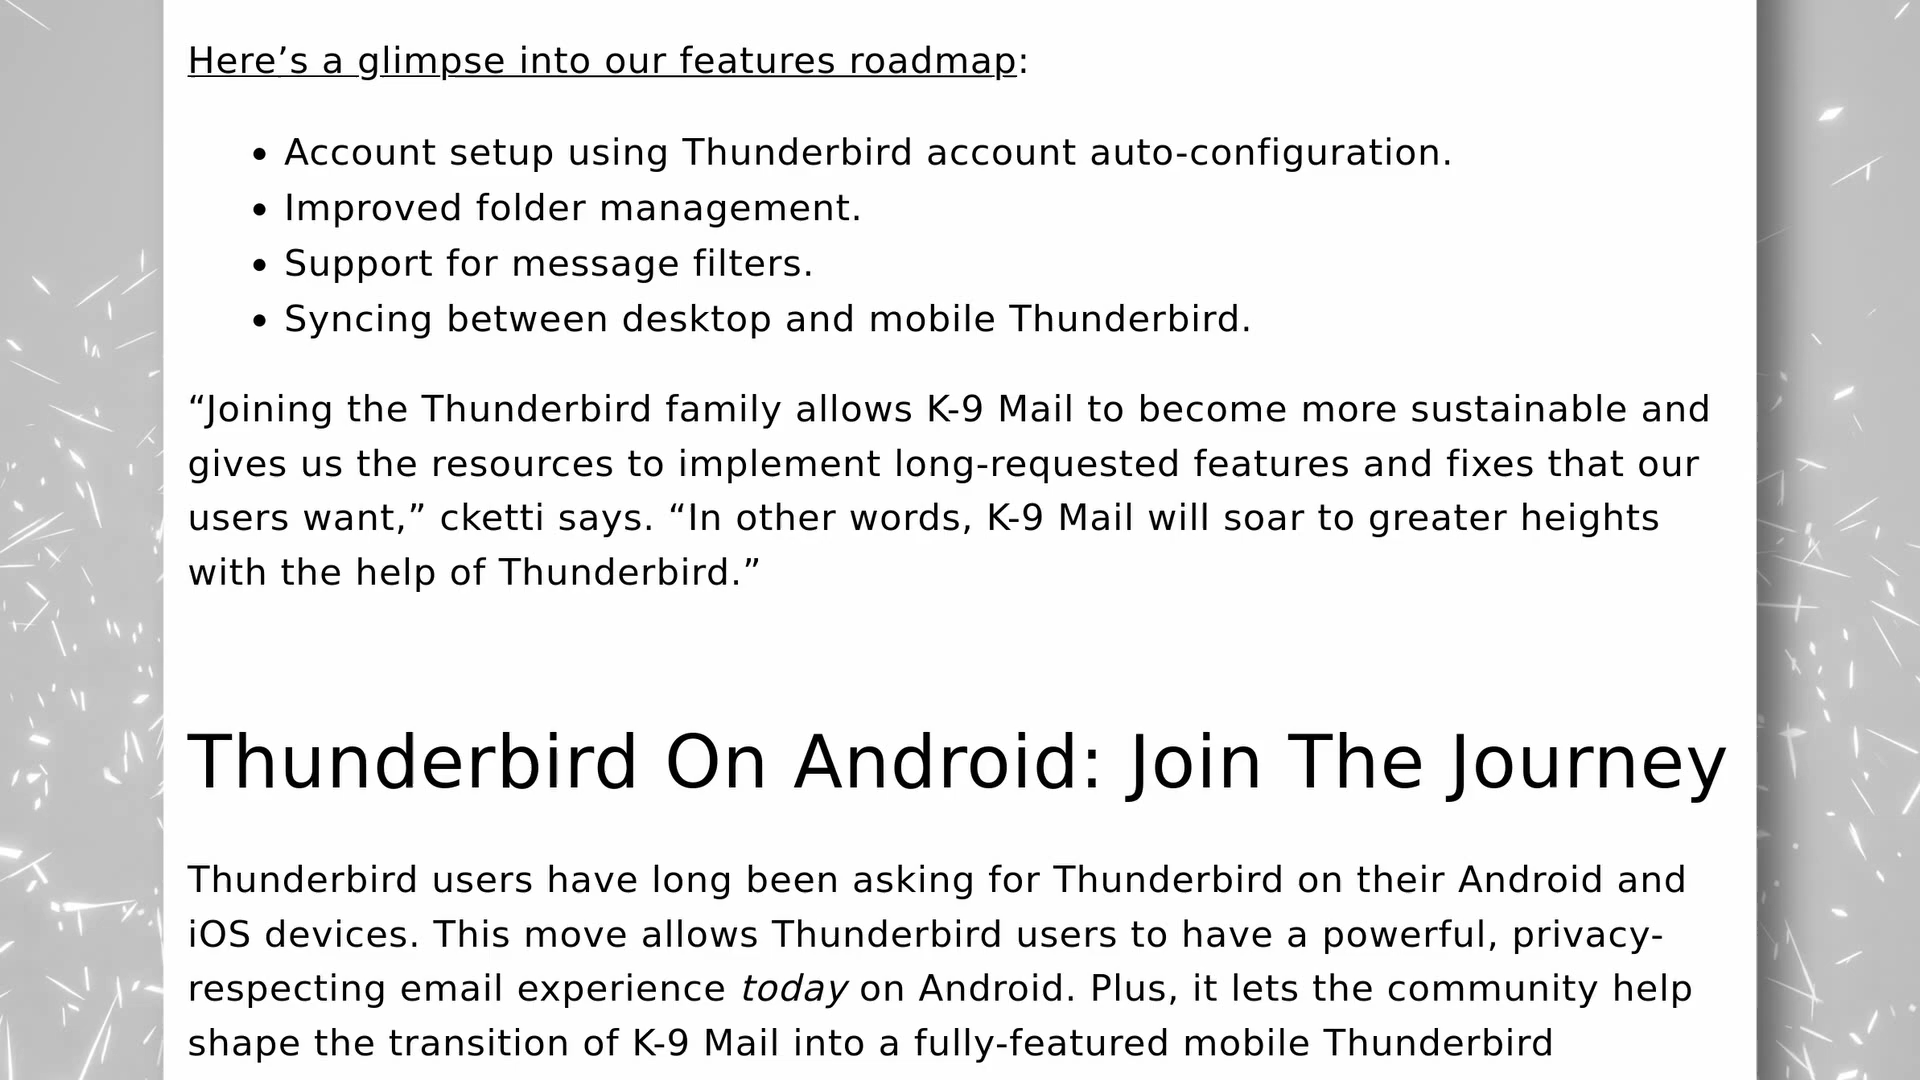 Here’s a glimpse into our features roadmap:
• Account setup using Thunderbird account auto-configuration.
• Improved folder management.
• Support for message filters.
• Syncing between desktop and mobile Thunderbird.
“Joining the Thunderbird family allows K-9 Mail to become more sustainable and
gives us the resources to implement long-requested features and fixes that our
users want,” cketti says. “In other words, K-9 Mail will soar to greater heights
with the help of Thunderbird.”
Thunderbird On Android: Join The Journey
Thunderbird users have long been asking for Thunderbird on their Android and
iOS devices. This move allows Thunderbird users to have a powerful, privacy-
respecting email experience today on Android. Plus, it lets the community help
shape the transition of K-9 Mail into a fully-featured mobile Thunderbird